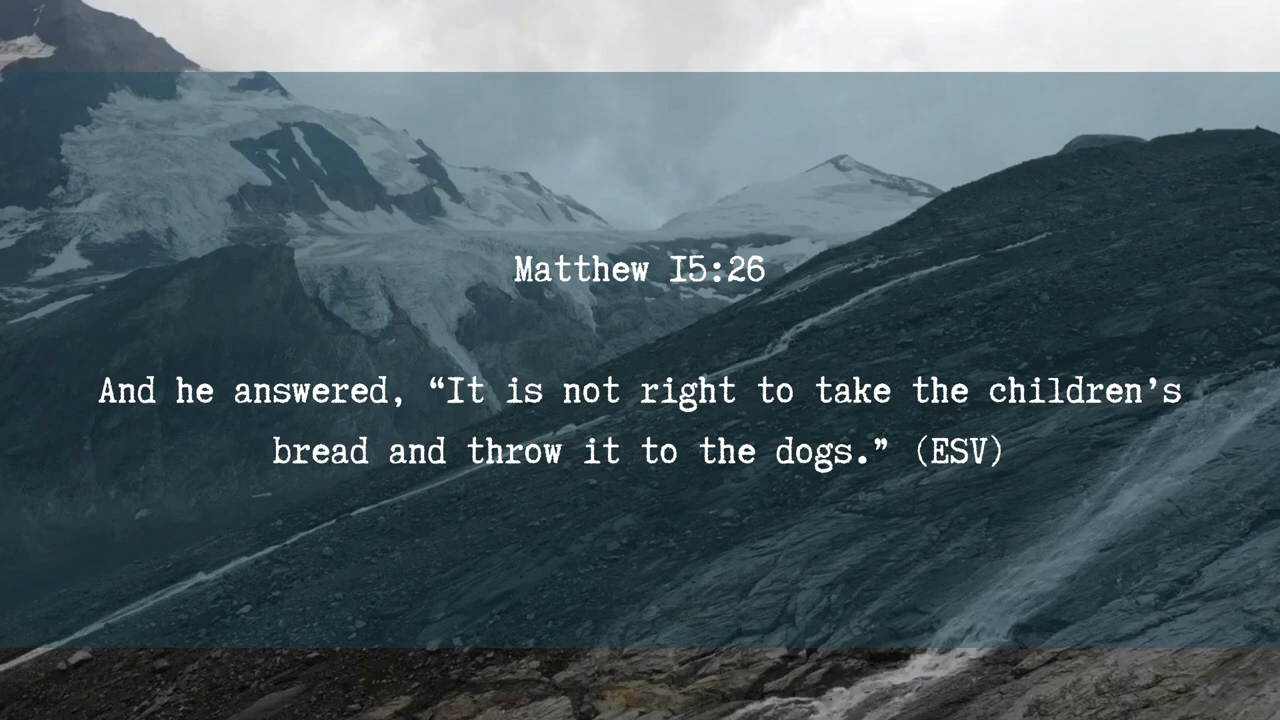 Matthew 15:26
And he answered, “It is not right to take the children’s
bread and throw it to the dogs.” (ESV)